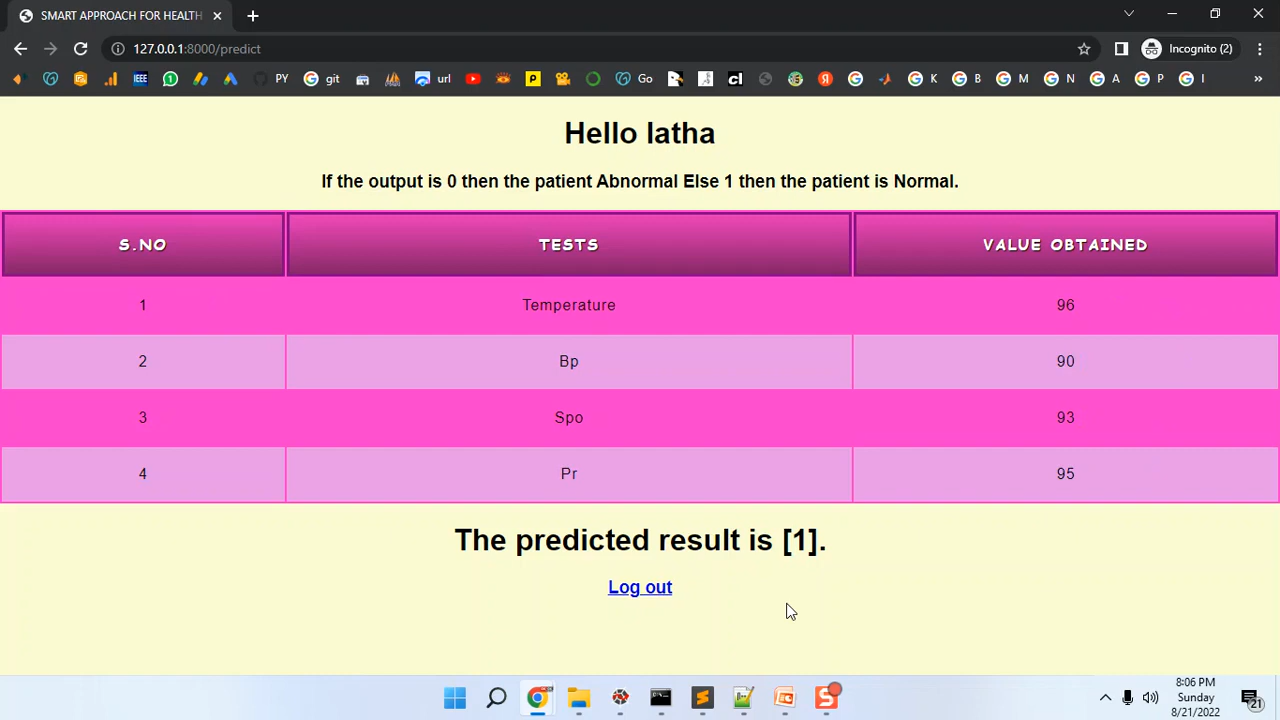 SMART APPROACH FOR HEALTH
127.0.0.1:8000/predict
Incognito (2)
IEEE
PY
git
url
Go
cl
K
B
M
N
A
P
I
Hello latha
If the output is 0 then the patient Abnormal Else 1 then the patient is Normal.
S.NO TESTS VALUE OBTAINED
1 Temperature 96
2 Bp 90
3 Spo 93
4 Pr 95
The predicted result is [1].
Log out
8:06 PM
Sunday
8/21/2022
21